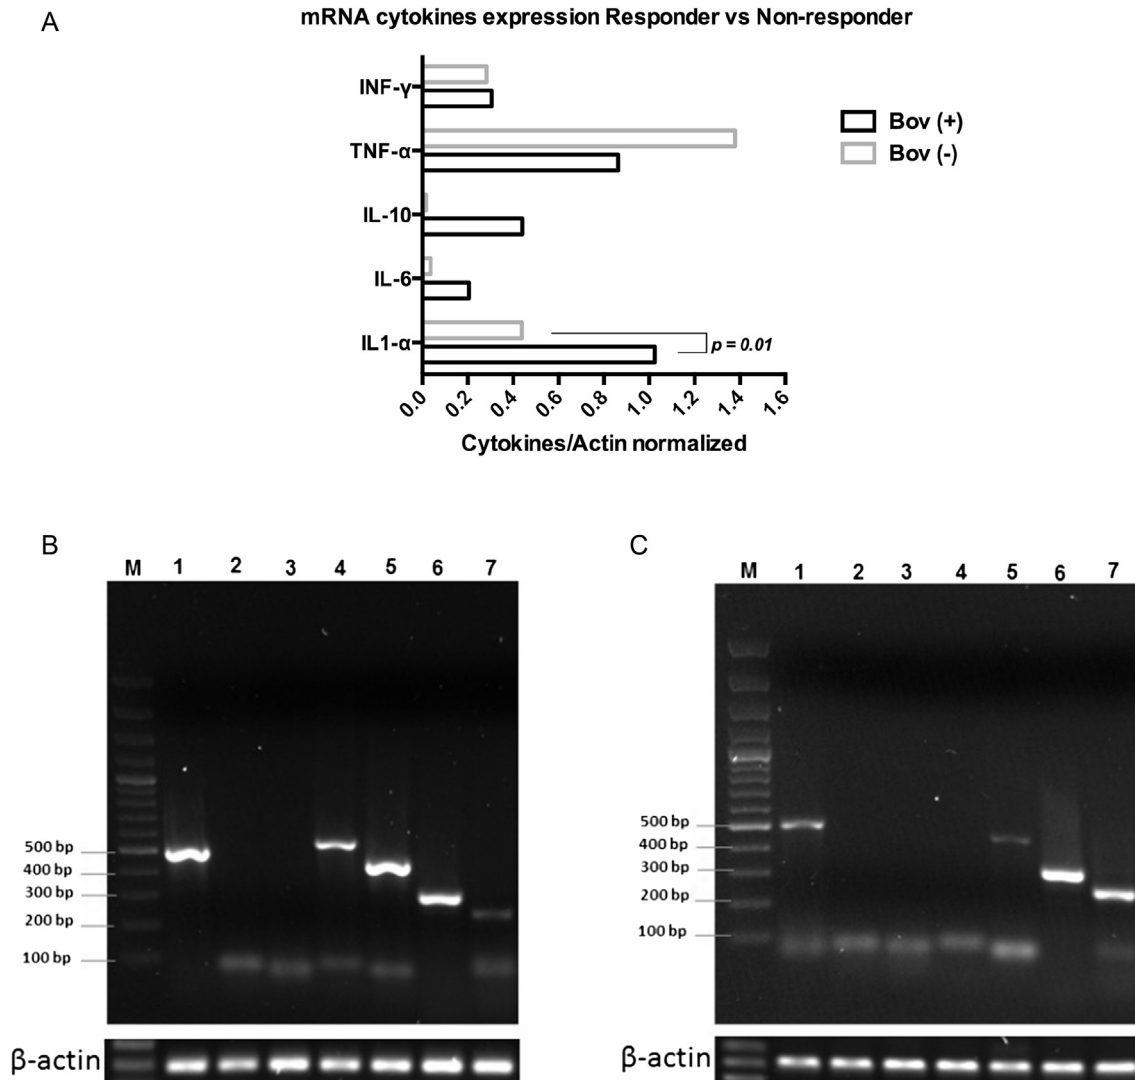 A
mRNA cytokines expression Responder vs Non-responder
INF-γ
TNF-α
IL-10
IL-6
IL1-α
Bov (+)
Bov (-)
p = 0.01
0.0 0.2 0.4 0.6 0.8 1.0 1.2 1.4 1.6
Cytokines/Actin normalized
B
M 1 2 3 4 5 6 7
500 bp
400 bp
300 bp
200 bp
100 bp
β-actin
C
M 1 2 3 4 5 6 7
500 bp
400 bp
300 bp
200 bp
100 bp
β-actin